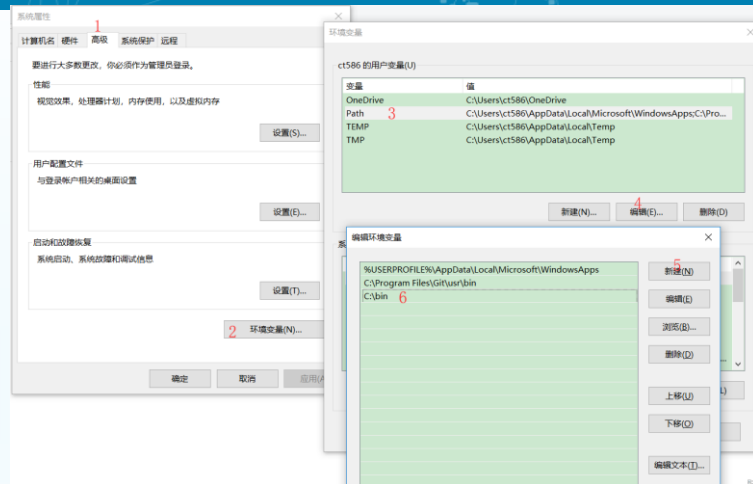 系统属性
1
计算机名 硬件 高级 系统保护 远程
要进行大多数更改，你必须作为管理员登录。
性能
视觉效果，处理器计划，内存使用，以及虚拟内存
设置(S)...
用户配置文件
与登录帐户相关的桌面设置
设置(E)...
启动和故障恢复
系统启动、系统故障和调试信息
设置(T)...
2 环境变量(N)...
确定 取消 应用(A
环境变量
ct586 的用户变量(U)
变量 值
OneDrive C:\Users\ct586\OneDrive
Path 3 C:\Users\ct586\AppData\Local\Microsoft\WindowsApps;C:\Pro...
TEMP C:\Users\ct586\AppData\Local\Temp
TMP C:\Users\ct586\AppData\Local\Temp
4
新建(N)... 编辑(E)... 删除(D)
系
编辑环境变量
%USERPROFILE%\AppData\Local\Microsoft\WindowsApps
C:\Program Files\Git\usr\bin
C:\bin 6
5
新建(N)
编辑(E)
浏览(B)...
删除(D)
上移(U)
下移(O)
编辑文本(T)...
L)